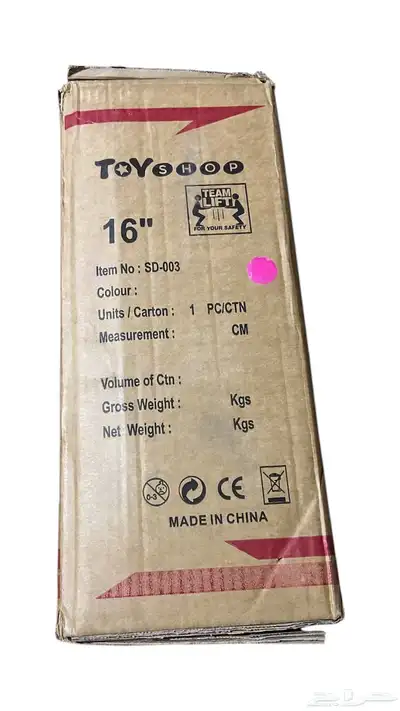 TOYSHOP
TEAM
LIFT
FOR YOUR SAFETY
16"
Item No : SD-003
Colour :
Units / Carton : 1 PC/CTN
Measurement : CM
Volume of Ctn :
Gross Weight : Kgs
Net Weight : Kgs
0-3
CE
MADE IN CHINA
حراج